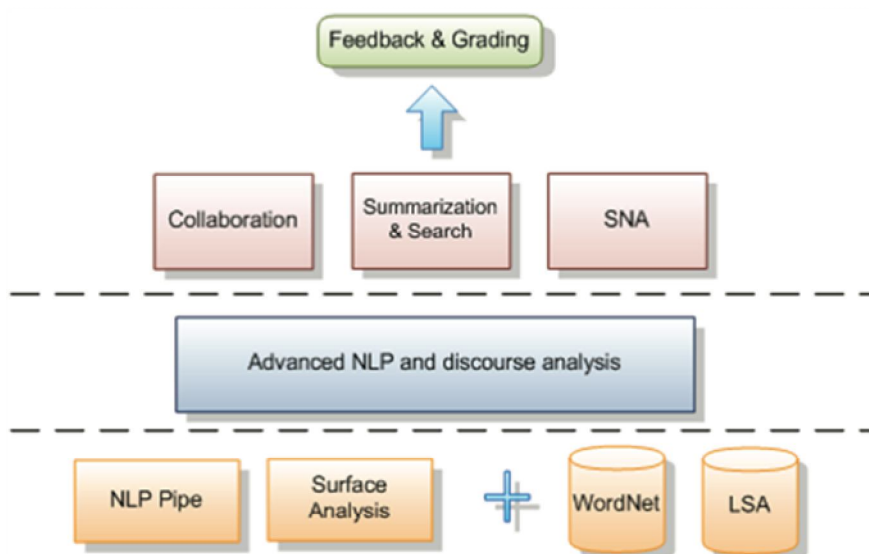 Feedback & Grading
Collaboration
Summarization
& Search
SNA
Advanced NLP and discourse analysis
NLP Pipe
Surface
Analysis
WordNet
LSA